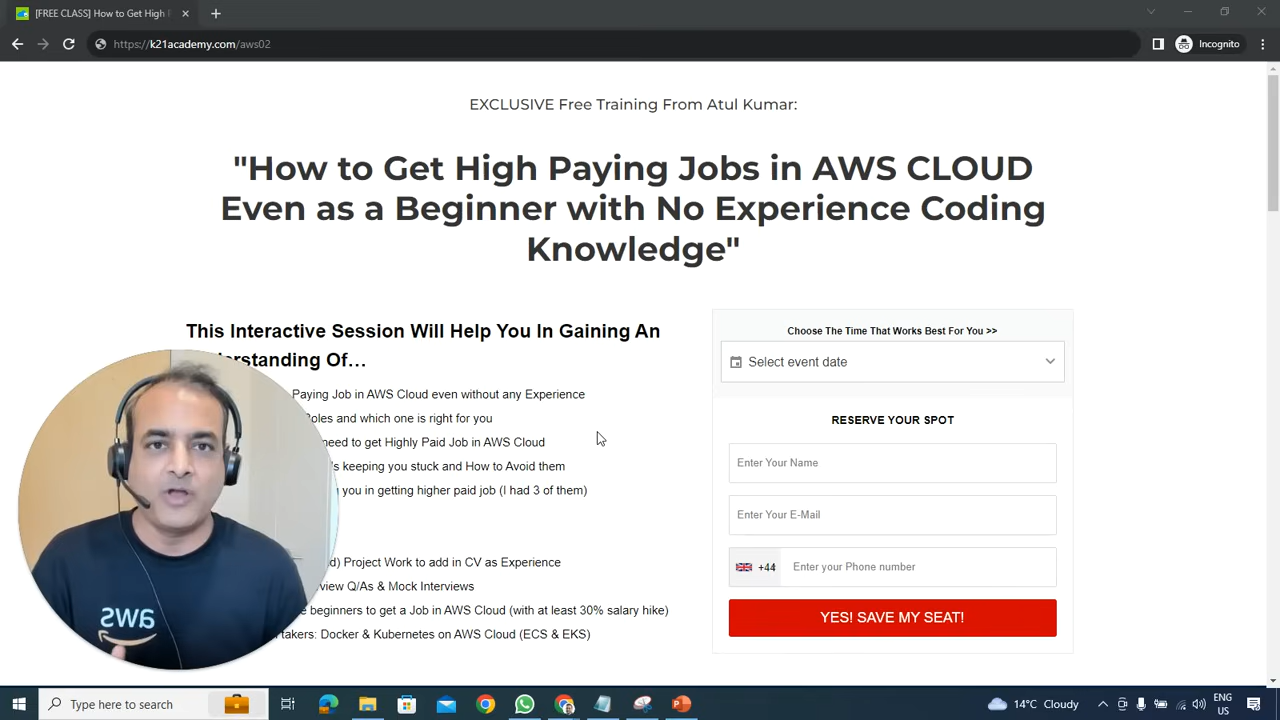 [FREE CLASS] How to Get High P
https://k21academy.com/aws02
Incognito
EXCLUSIVE Free Training From Atul Kumar:
"How to Get High Paying Jobs in AWS CLOUD
Even as a Beginner with No Experience Coding
Knowledge"
This Interactive Session Will Help You In Gaining An
derstanding Of…
Paying Job in AWS Cloud even without any Experience
Roles and which one is right for you
need to get Highly Paid Job in AWS Cloud
's keeping you stuck and How to Avoid them
you in getting higher paid job (I had 3 of them)
d) Project Work to add in CV as Experience
view Q/As & Mock Interviews
e beginners to get a Job in AWS Cloud (with at least 30% salary hike)
takers: Docker & Kubernetes on AWS Cloud (ECS & EKS)
Choose The Time That Works Best For You >>
Select event date
RESERVE YOUR SPOT
Enter Your Name
Enter Your E-Mail
+44
Enter your Phone number
YES! SAVE MY SEAT!
aws
Type here to search
14°C Cloudy
ENG
US